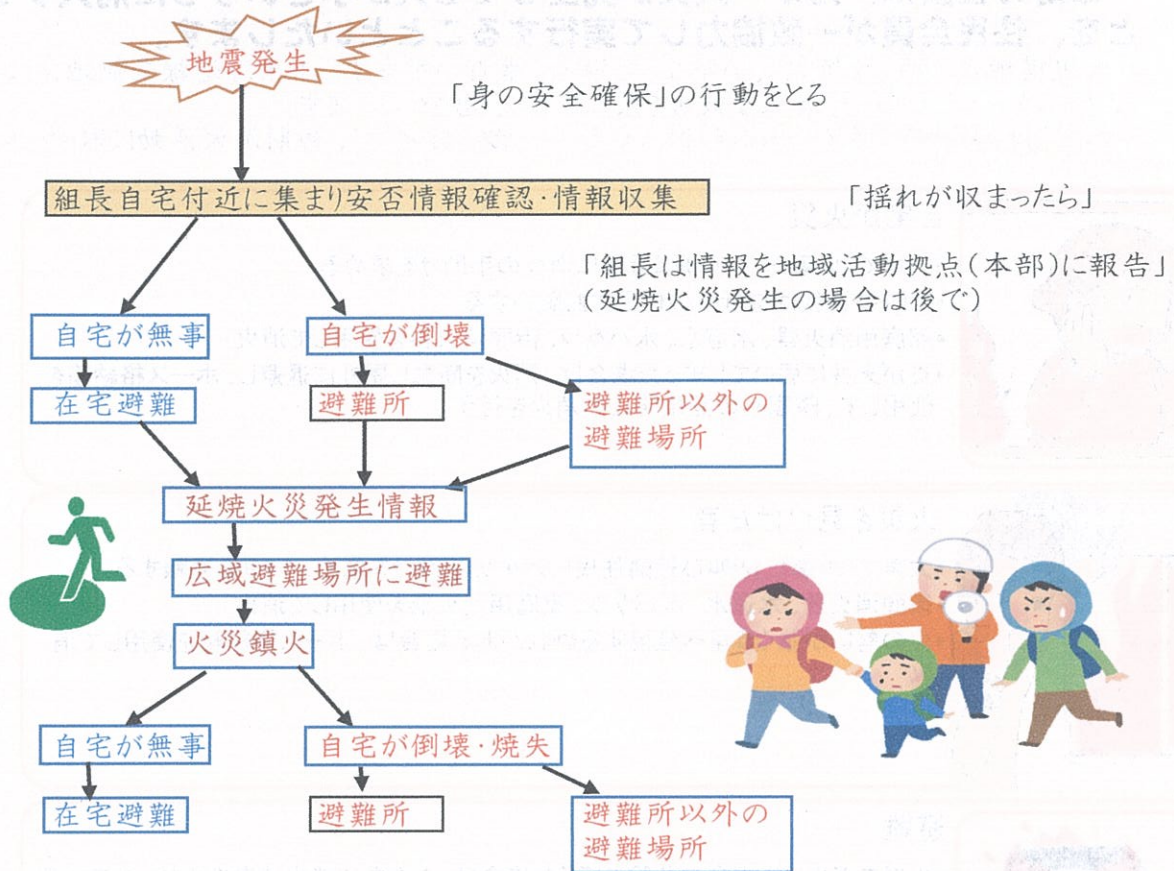 地震発生
「身の安全確保」の行動をとる
組長自宅付近に集まり安否情報確認・情報収集
「揺れが収まったら」
「組長は情報を地域活動拠点(本部)に報告」
(延焼火災発生の場合は後で)
自宅が無事
自宅が倒壊
在宅避難
避難所
避難所以外の
避難場所
延焼火災発生情報
広域避難場所に避難
火災鎮火
自宅が無事
自宅が倒壊・焼失
在宅避難
避難所
避難所以外の
避難場所